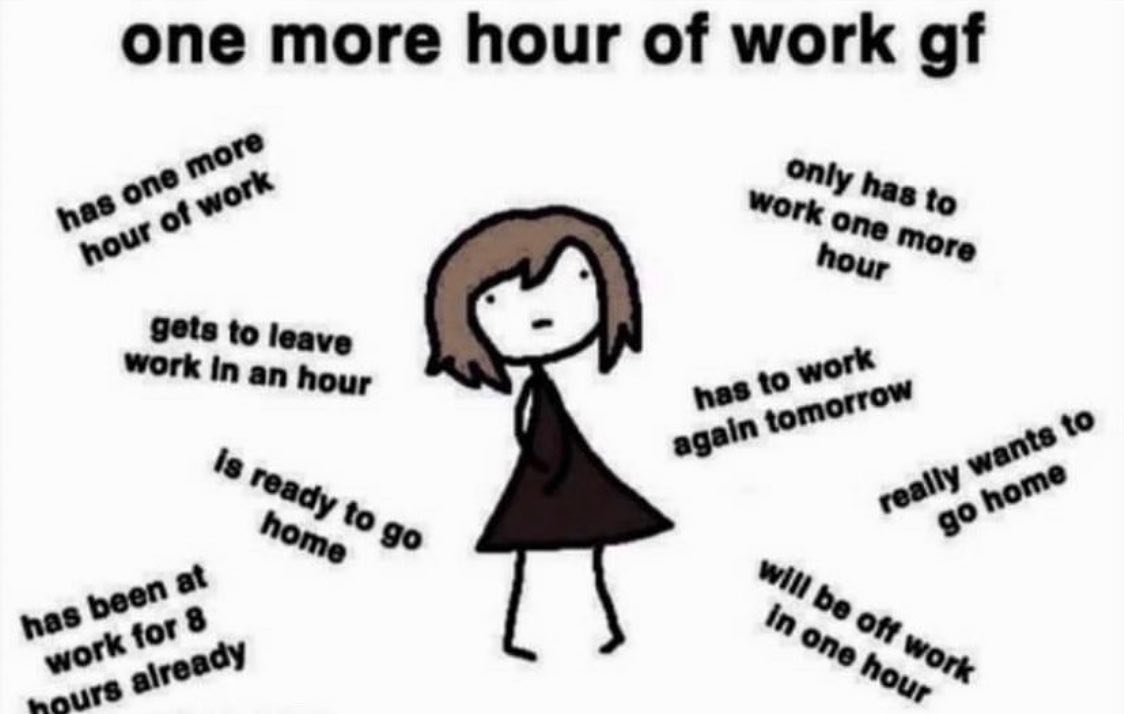 one more hour of work gf
has one more
hour of work
only has to
work one more
hour
gets to leave
work in an hour
has to work
again tomorrow
really wants to
go home
is ready to go
home
has been at
work for 8
hours already
will be off work
in one hour